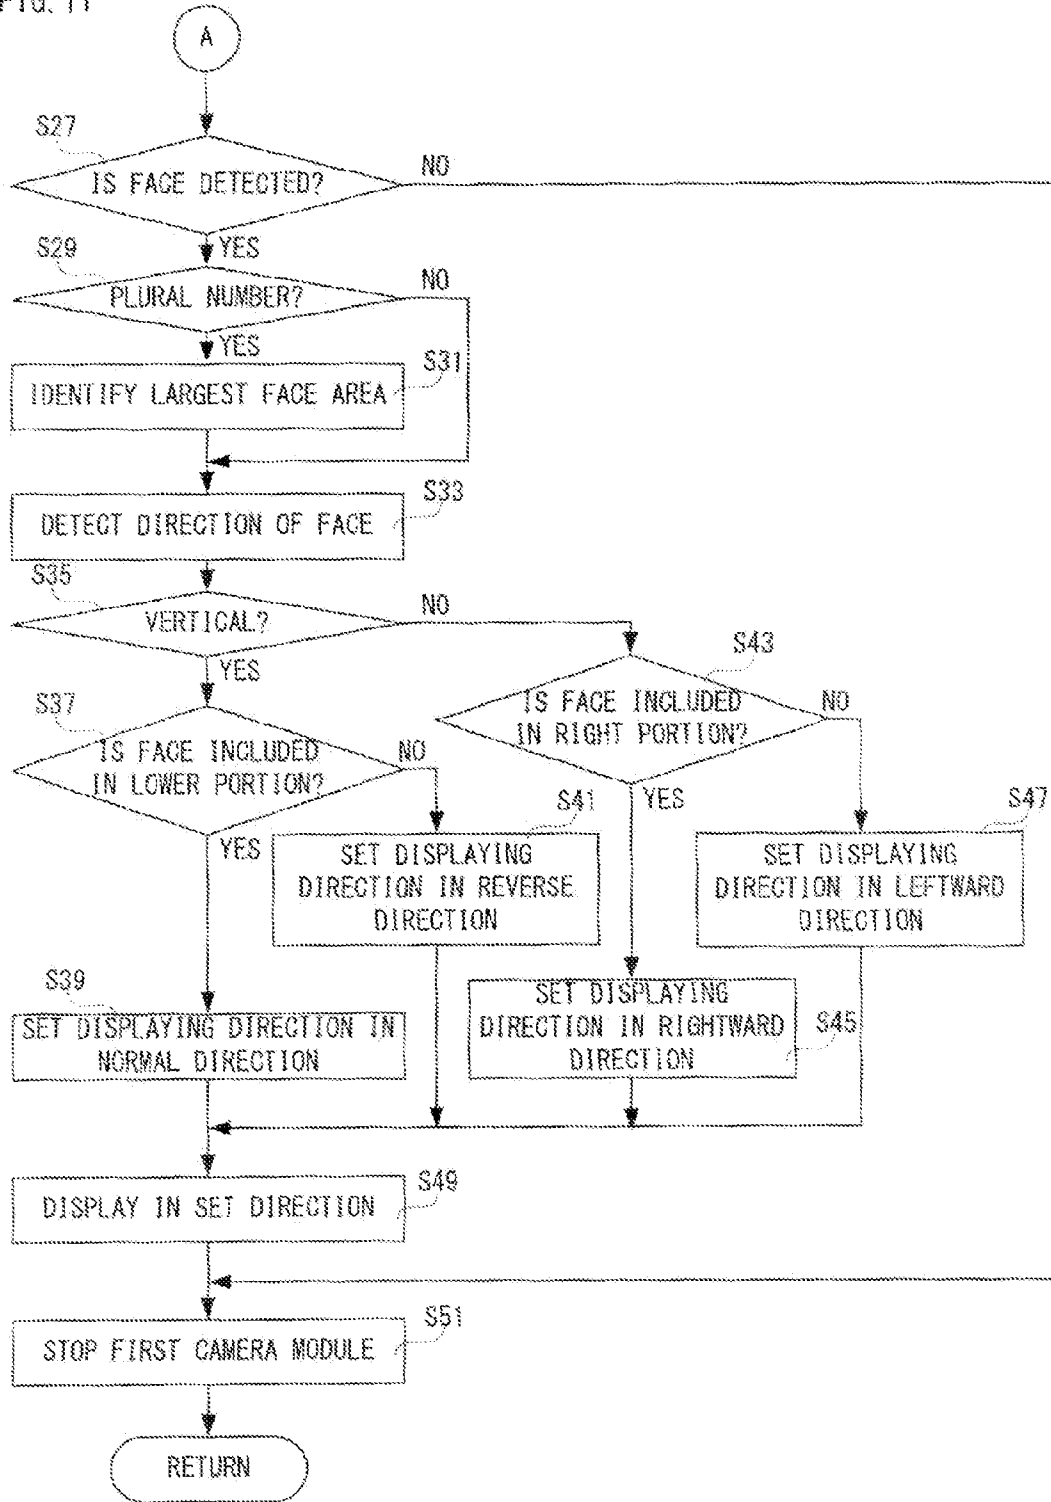 FIG. 11
A
S27
IS FACE DETECTED?
NO
YES
S29
PLURAL NUMBER?
NO
YES
S31
IDENTIFY LARGEST FACE AREA
S33
DETECT DIRECTION OF FACE
S35
VERTICAL?
NO
YES
S43
IS FACE INCLUDED
IN RIGHT PORTION?
NO
YES
S37
IS FACE INCLUDED
IN LOWER PORTION?
NO
YES
S41
SET DISPLAYING
DIRECTION IN REVERSE
DIRECTION
S47
SET DISPLAYING
DIRECTION IN LEFTWARD
DIRECTION
S39
SET DISPLAYING DIRECTION IN
NORMAL DIRECTION
SET DISPLAYING
DIRECTION IN RIGHTWARD
DIRECTION
S45
S49
DISPLAY IN SET DIRECTION
S51
STOP FIRST CAMERA MODULE
RETURN